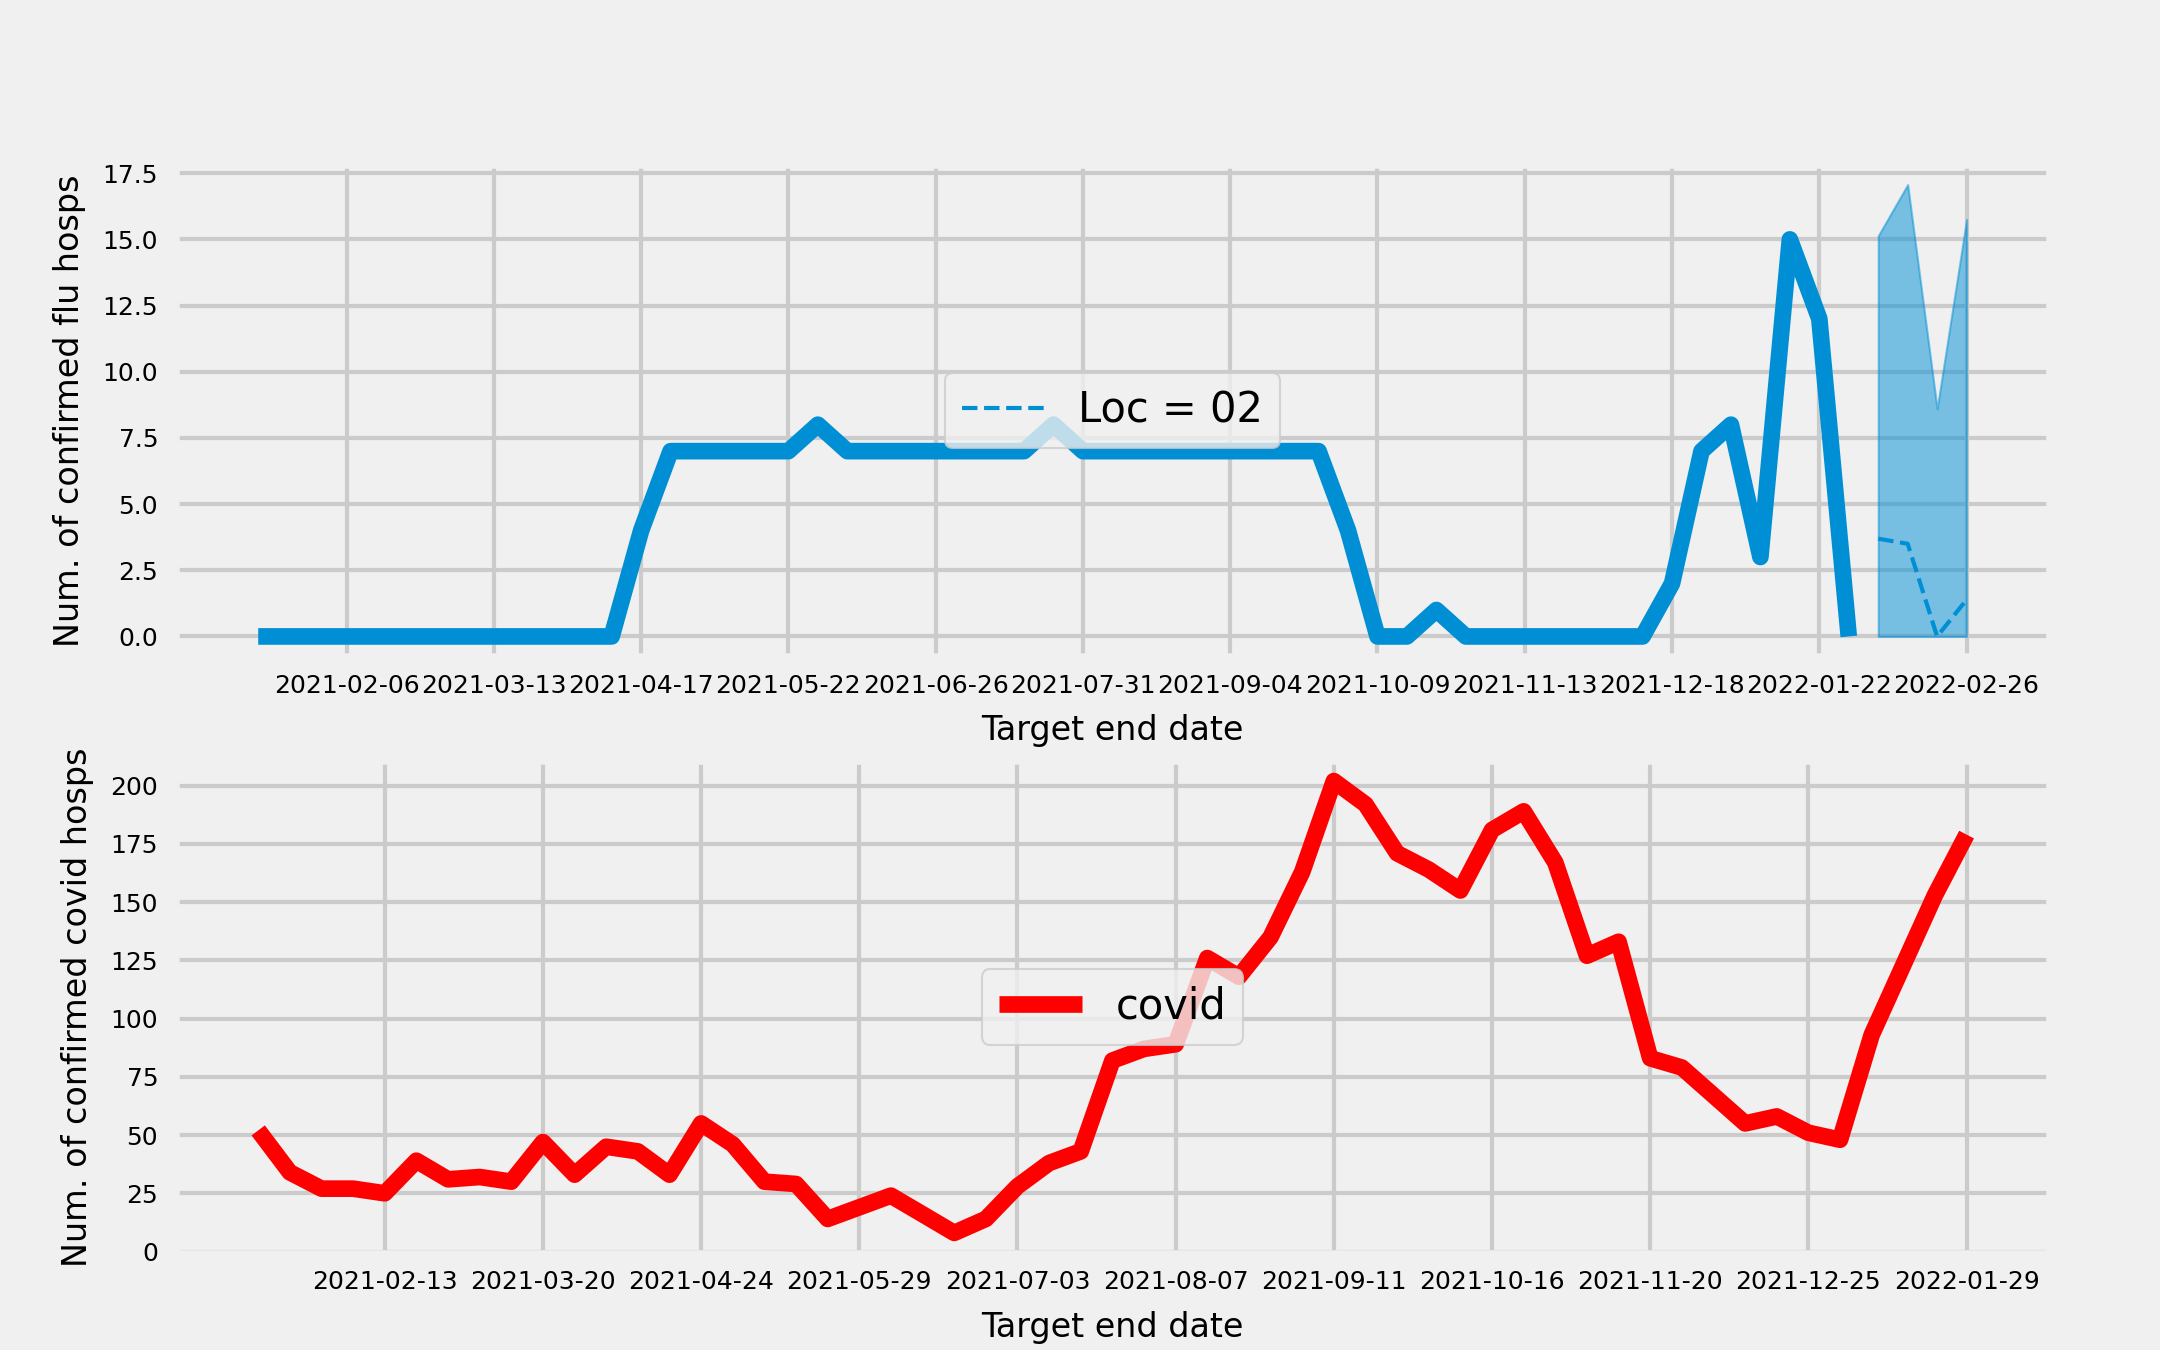 Num. of confirmed flu hosps
17.5
15.0
12.5
10.0
7.5
5.0
2.5
0.0
Loc = 02
2021-02-06 2021-03-13 2021-04-17 2021-05-22 2021-06-26 2021-07-31 2021-09-04 2021-10-09 2021-11-13 2021-12-18 2022-01-22 2022-02-26
Target end date
Num. of confirmed covid hosps
200
175
150
125
100
75
50
25
0
covid
2021-02-13 2021-03-20 2021-04-24 2021-05-29 2021-07-03 2021-08-07 2021-09-11 2021-10-16 2021-11-20 2021-12-25 2022-01-29
Target end date